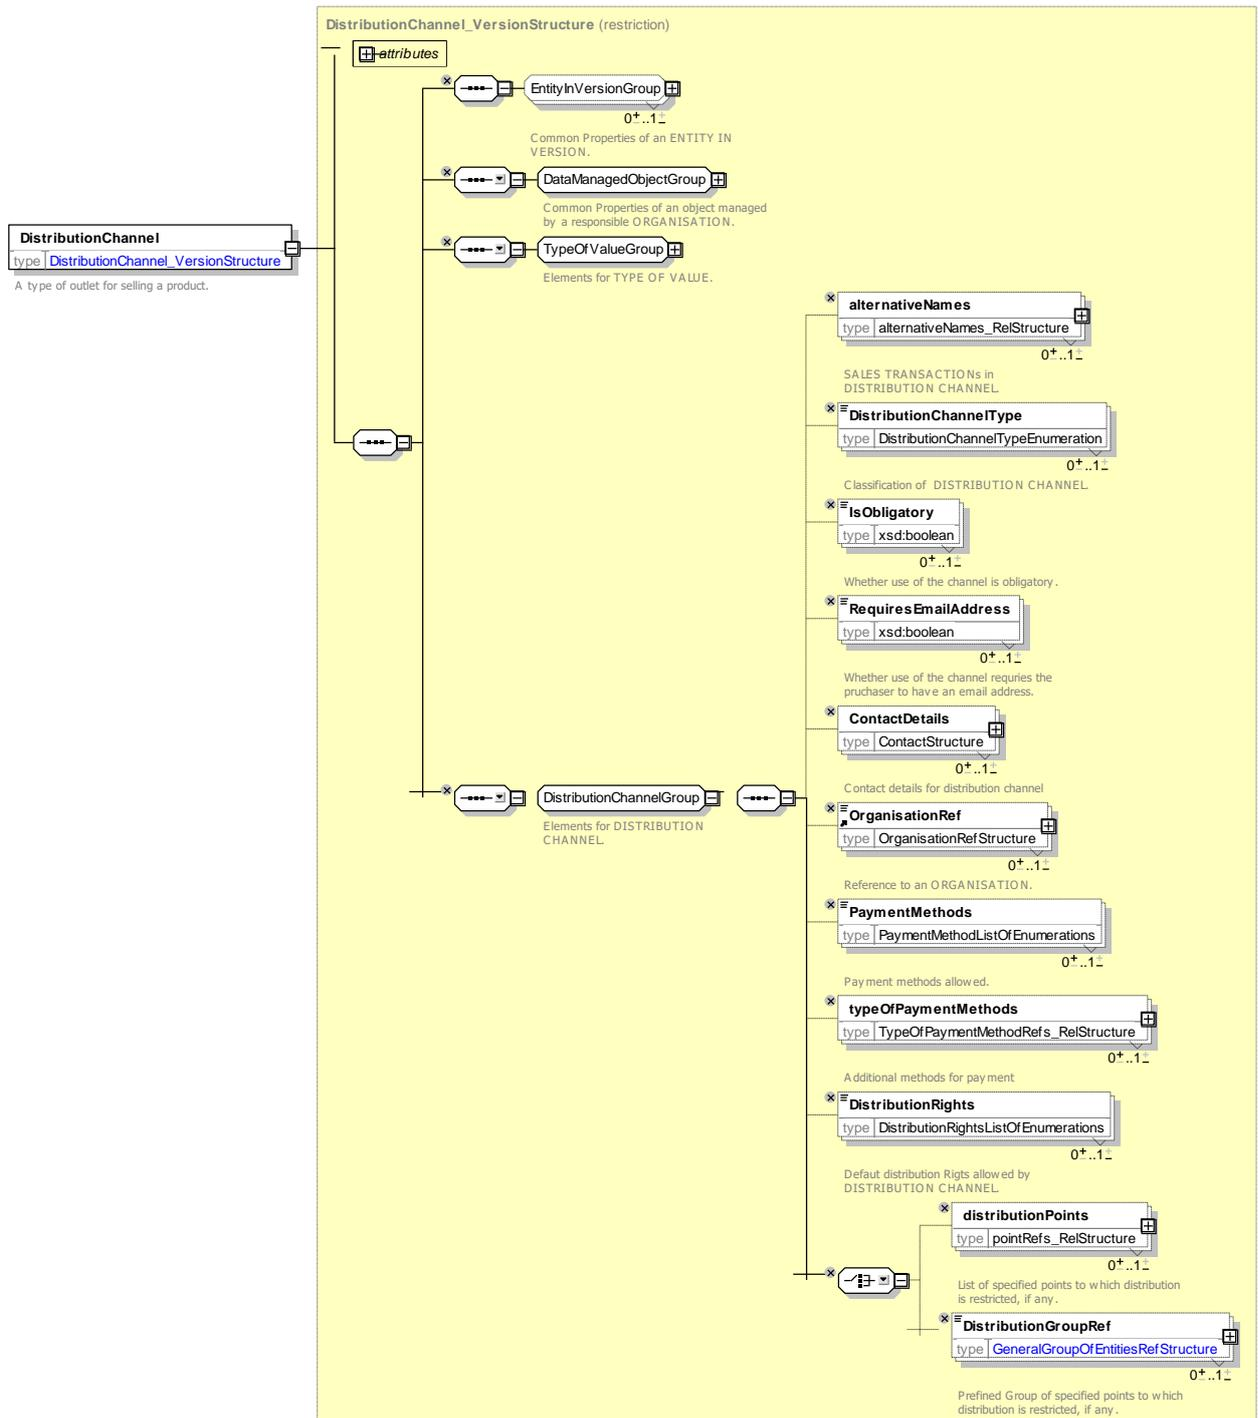 DistributionChannel_VersionStructure (restriction)
attributes
EntityInVersionGroup
0..1
Common Properties of an ENTITY IN
VERSION.
DataManagedObjectGroup
Common Properties of an object managed
by a responsible ORGANISATION.
DistributionChannel
type DistributionChannel_VersionStructure
A type of outlet for selling a product.
TypeOfValueGroup
Elements for TYPE OF VALUE.
alternativeNames
type alternativeNames_RelStructure
0..1
SALES TRANSACTIONs in
DISTRIBUTION CHANNEL.
DistributionChannelType
type DistributionChannelTypeEnumeration
0..1
Classification of DISTRIBUTION CHANNEL.
IsObligatory
type xsd:boolean
0..1
Whether use of the channel is obligatory.
RequiresEmailAddress
type xsd:boolean
0..1
Whether use of the channel requries the
pruchaser to have an email address.
ContactDetails
type ContactStructure
0..1
Contact details for distribution channel
DistributionChannelGroup
Elements for DISTRIBUTION
CHANNEL.
OrganisationRef
type OrganisationRefStructure
0..1
Reference to an ORGANISATION.
PaymentMethods
type PaymentMethodListOfEnumerations
0..1
Payment methods allowed.
typeOfPaymentMethods
type TypeOfPaymentMethodRefs_RelStructure
0..1
Additional methods for payment
DistributionRights
type DistributionRightsListOfEnumerations
0..1
Defaut distribution Rigts allowed by
DISTRIBUTION CHANNEL.
distributionPoints
type pointRefs_RelStructure
0..1
List of specified points to which distribution
is restricted, if any.
DistributionGroupRef
type GeneralGroupOfEntitiesRefStructure
0..1
Prefined Group of specified points to which
distribution is restricted, if any.